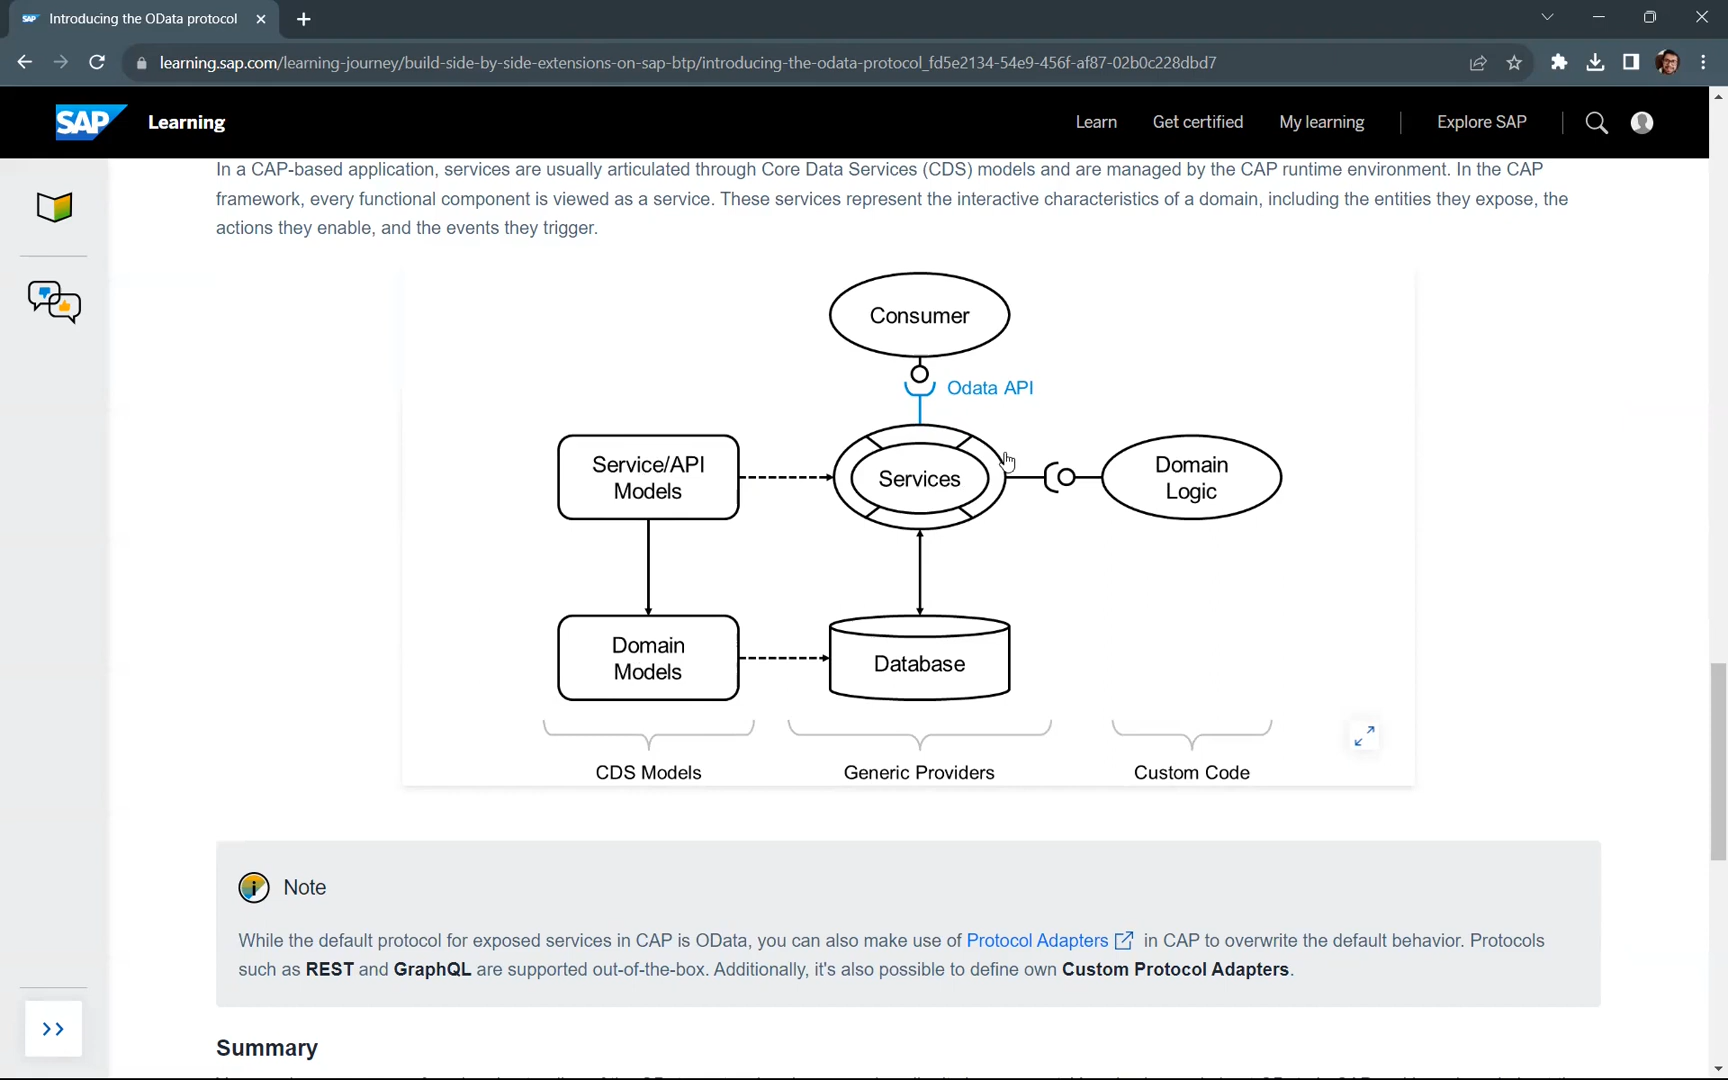 SAP Introducing the OData protocol
learning.sap.com/learning-journey/build-side-by-side-extensions-on-sap-btp/introducing-the-odata-protocol_fd5e2134-54e9-456f-af87-02b0c228dbd7
SAP Learning Learn Get certified My learning Explore SAP
In a CAP-based application, services are usually articulated through Core Data Services (CDS) models and are managed by the CAP runtime environment. In the CAP
framework, every functional component is viewed as a service. These services represent the interactive characteristics of a domain, including the entities they expose, the
actions they enable, and the events they trigger.
Consumer
Odata API
Service/API
Models
Services
Domain
Logic
Domain
Models
Database
CDS Models Generic Providers Custom Code
Note
While the default protocol for exposed services in CAP is OData, you can also make use of Protocol Adapters in CAP to overwrite the default behavior. Protocols
such as REST and GraphQL are supported out-of-the-box. Additionally, it's also possible to define own Custom Protocol Adapters.
Summary